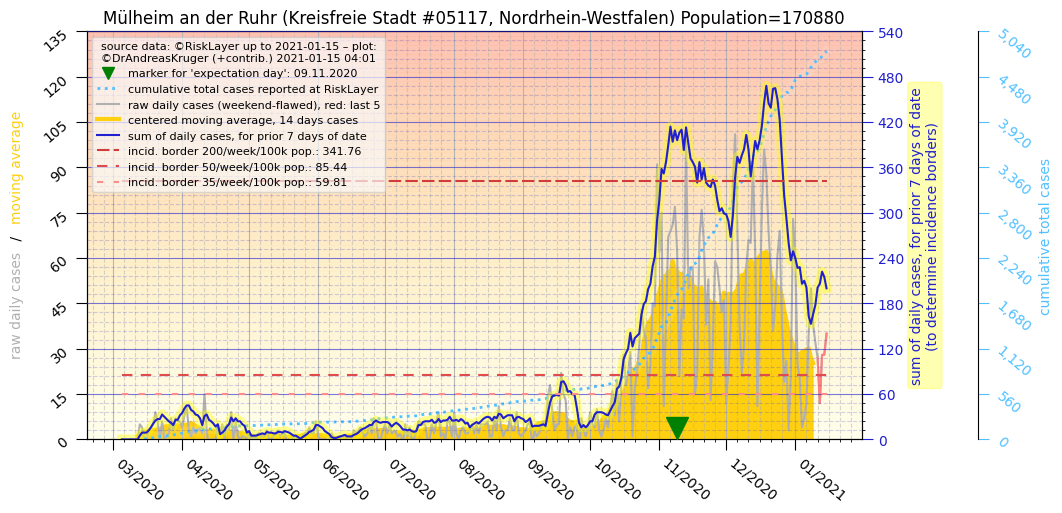 Mülheim an der Ruhr (Kreisfreie Stadt #05117, Nordrhein-Westfalen) Population=170880
source data: ©RiskLayer up to 2021-01-15 – plot:
©DrAndreasKruger (+contrib.) 2021-01-15 04:01
marker for 'expectation day': 09.11.2020
cumulative total cases reported at RiskLayer
raw daily cases (weekend-flawed), red: last 5
centered moving average, 14 days cases
sum of daily cases, for prior 7 days of date
incid. border 200/week/100k pop.: 341.76
incid. border 50/week/100k pop.: 85.44
incid. border 35/week/100k pop.: 59.81
raw daily cases / moving average
135
120
105
90
75
60
45
30
15
0
03/2020
04/2020
05/2020
06/2020
07/2020
08/2020
09/2020
10/2020
11/2020
12/2020
01/2021
540
480
420
360
300
240
180
120
60
0
sum of daily cases, for prior 7 days of date
(to determine incidence borders)
5,040
4,480
3,920
3,360
2,800
2,240
1,680
1,120
560
0
cumulative total cases